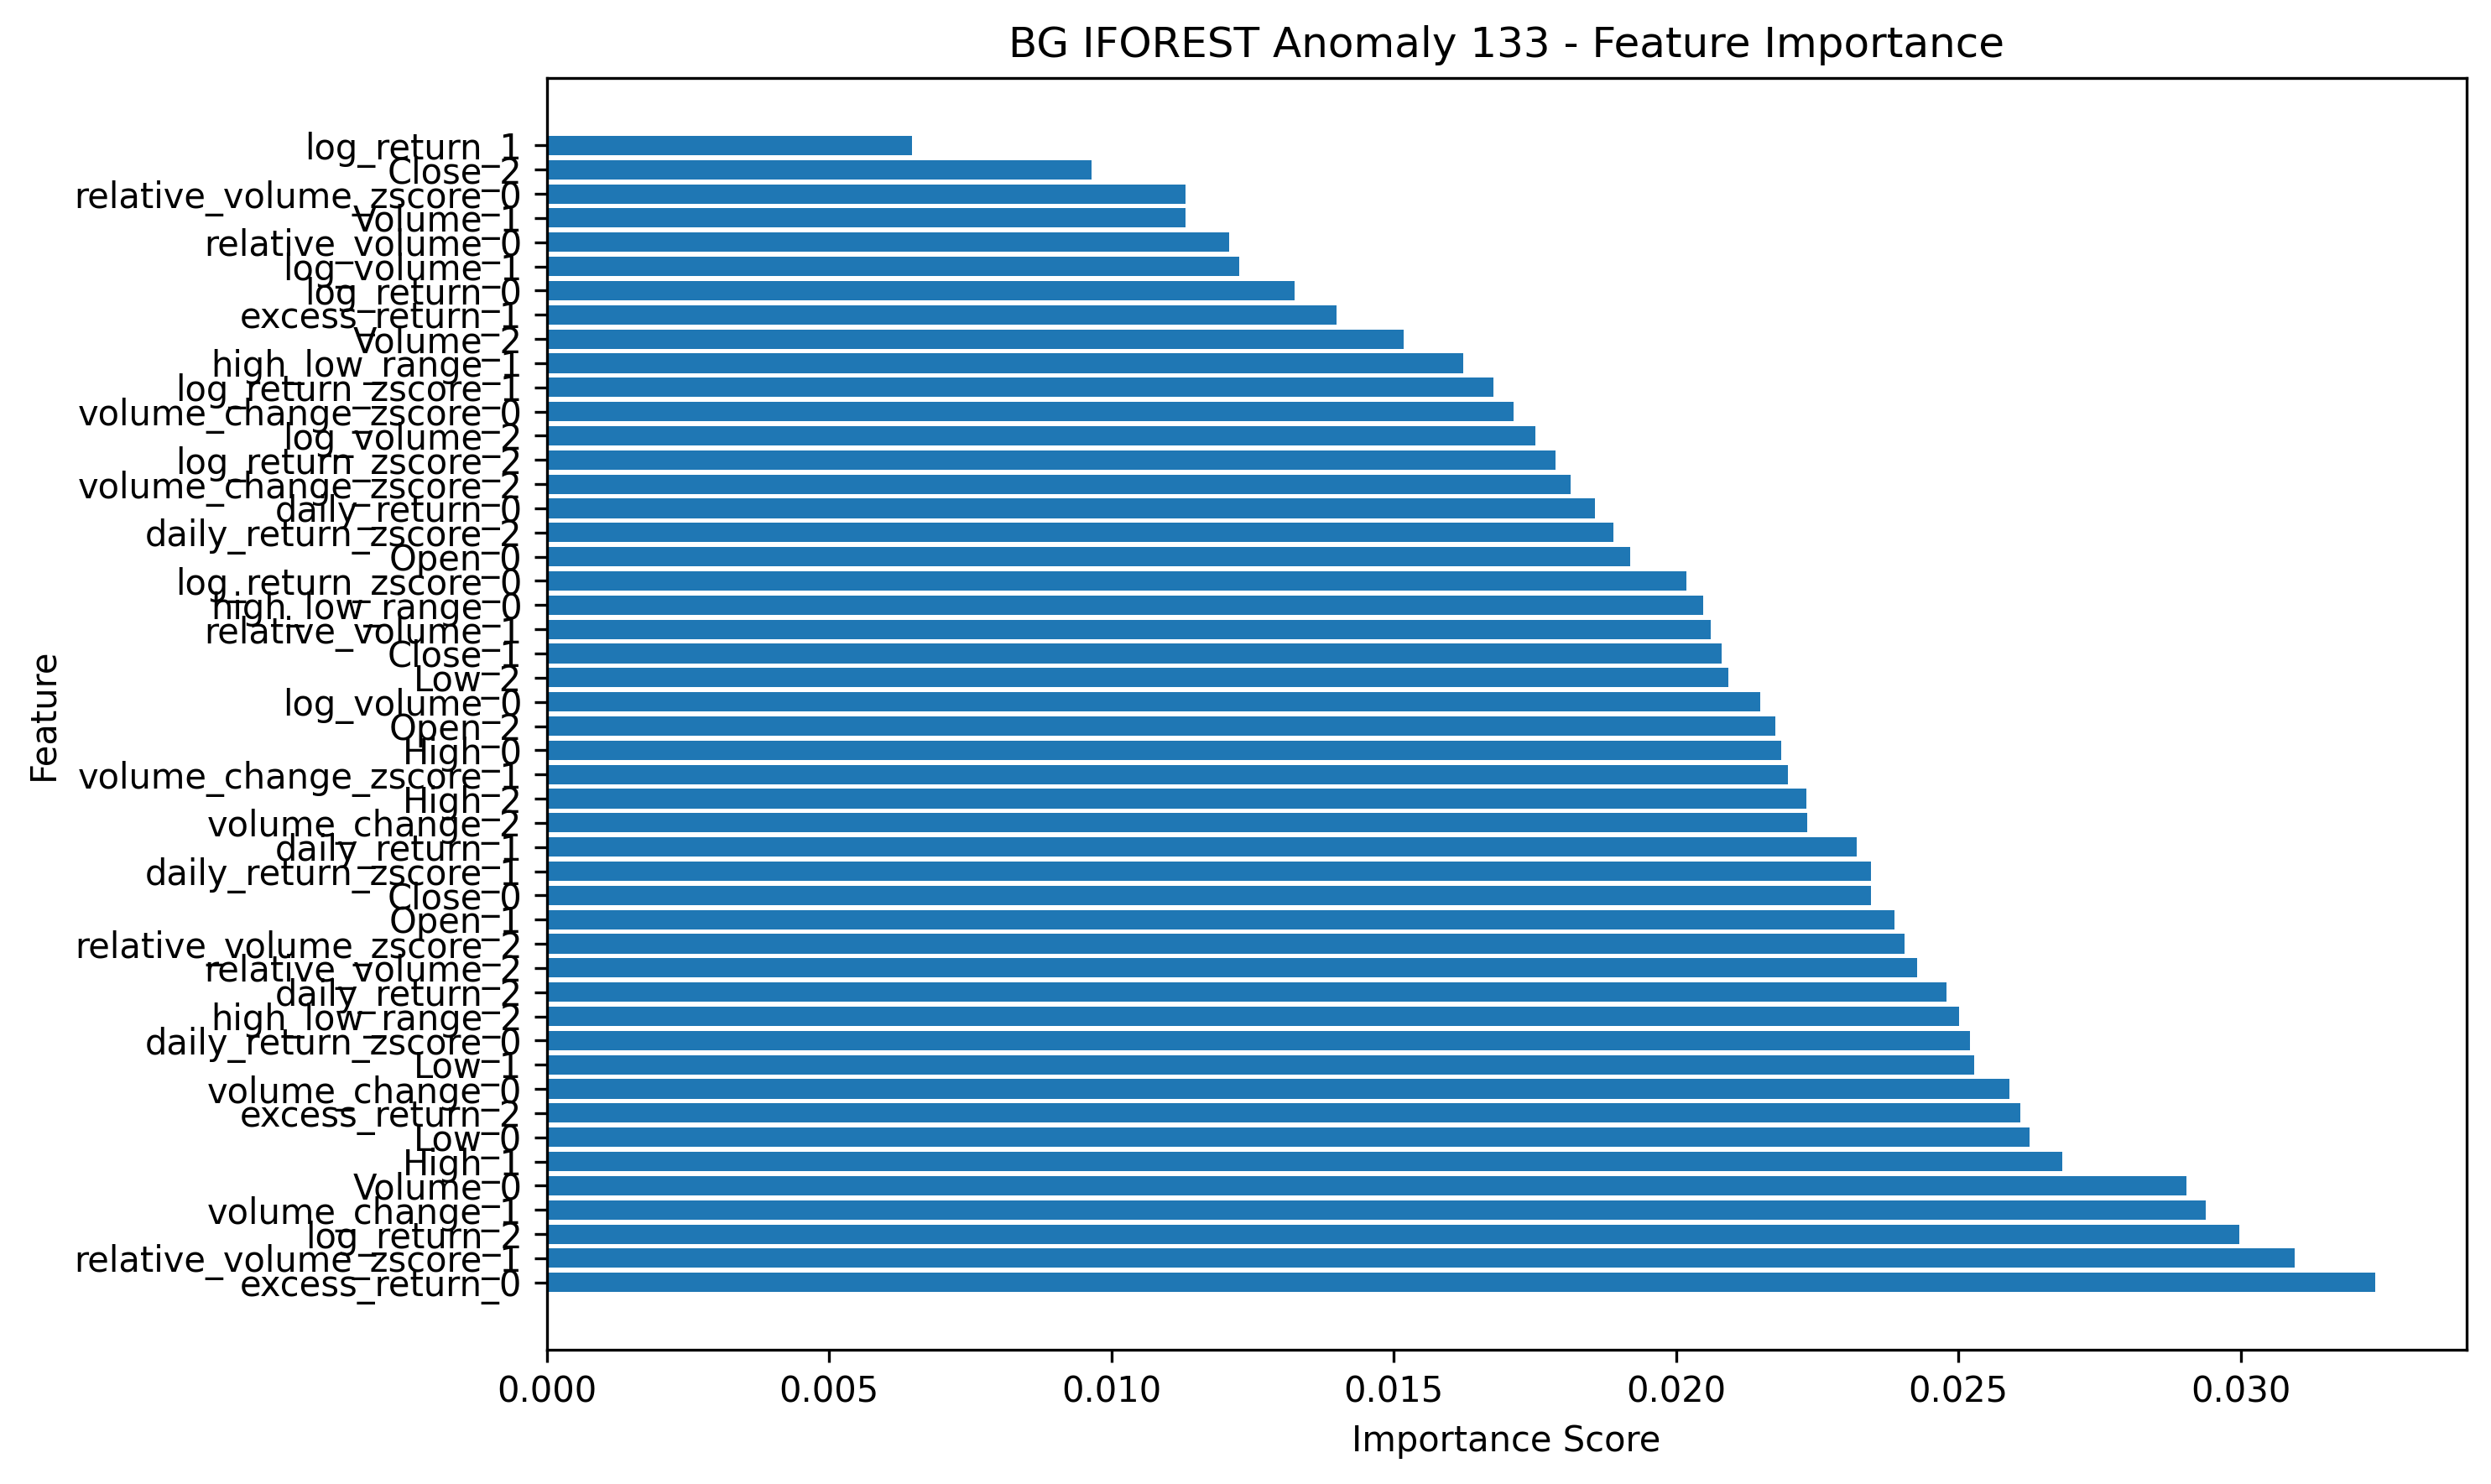 BG IFOREST Anomaly 133 - Feature Importance
log_return_1
Close_2
relative_volume_zscore_0
Volume_1
relative_volume_0
log_volume_1
log_return_0
excess_return_1
Volume_2
high_low_range_1
log_return_zscore_1
volume_change_zscore_0
log_volume_2
log_return_zscore_2
volume_change_zscore_2
daily_return_0
daily_return_zscore_2
Open_0
log_return_zscore_0
high_low_range_0
relative_volume_1
Close_1
Low_2
log_volume_0
Open_2
High_0
volume_change_zscore_1
High_2
volume_change_2
daily_return_1
daily_return_zscore_1
Close_0
Open_1
relative_volume_zscore_2
relative_volume_2
daily_return_2
high_low_range_2
daily_return_zscore_0
Low_1
volume_change_0
excess_return_2
Low_0
High_1
Volume_0
volume_change_1
log_return_2
relative_volume_zscore_1
excess_return_0
Feature
0.000 0.005 0.010 0.015 0.020 0.025 0.030
Importance Score